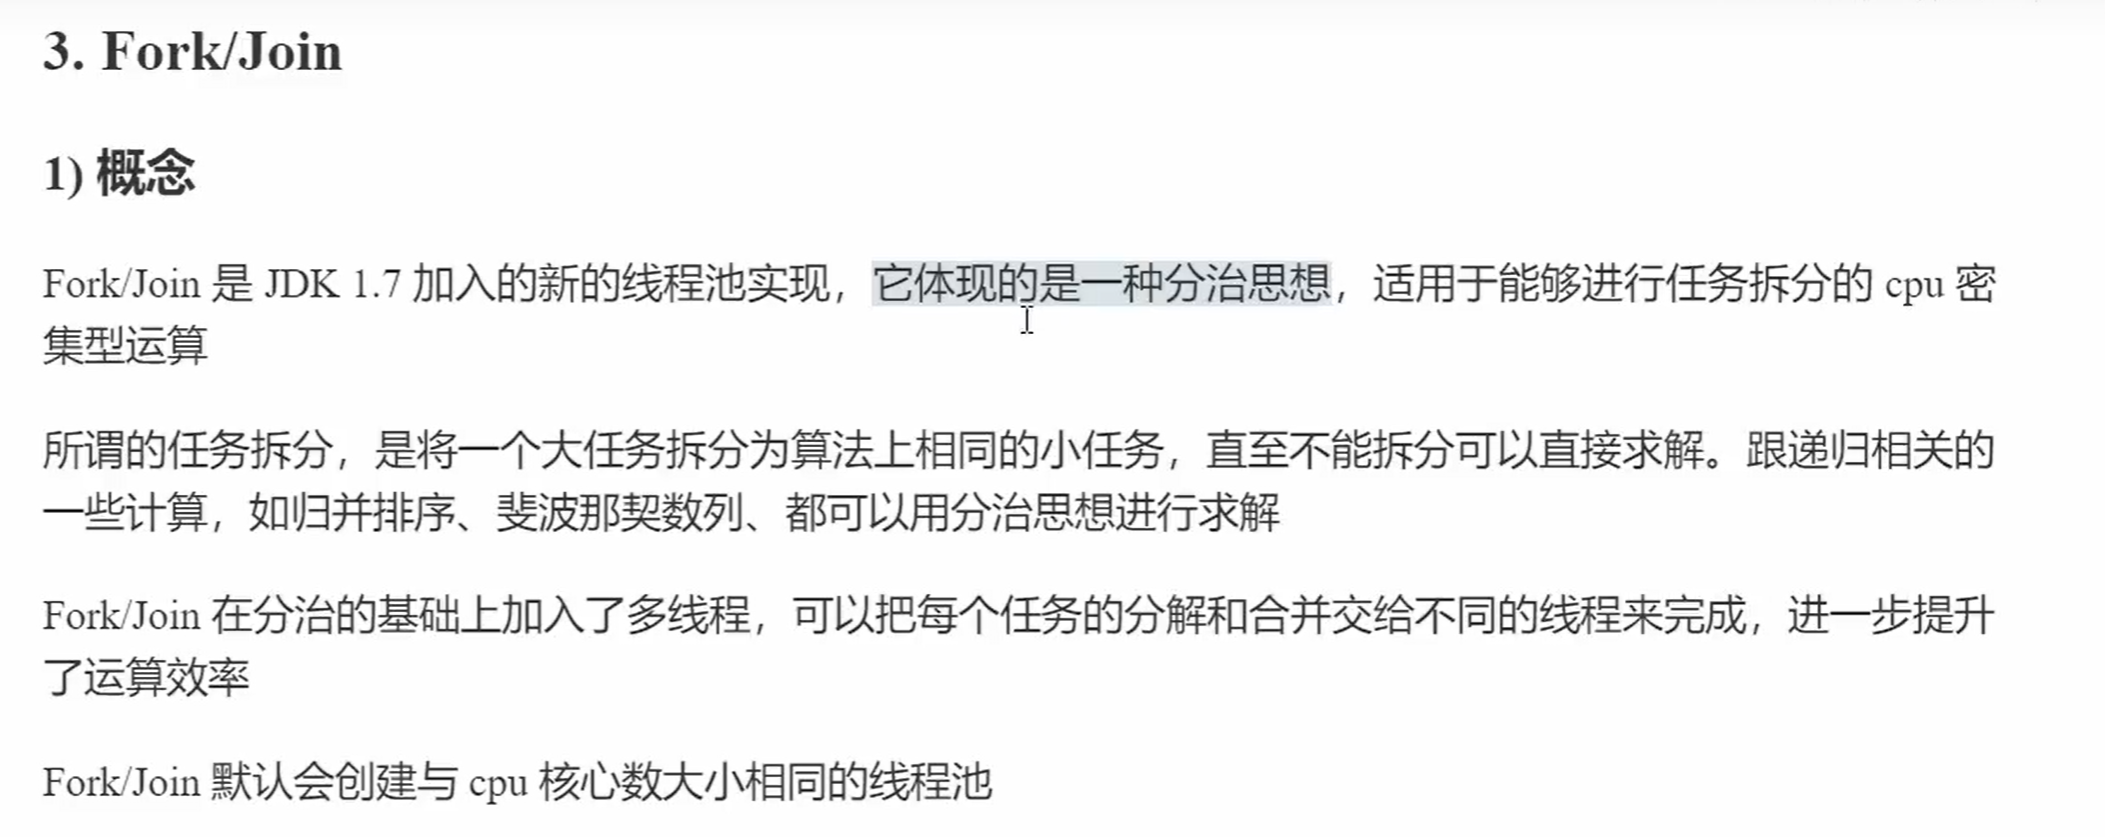 3. Fork/Join
1) 概念
Fork/Join 是 JDK 1.7 加入的新的线程池实现，它体现的是一种分治思想，适用于能够进行任务拆分的 cpu 密
集型运算
所谓的任务拆分，是将一个大任务拆分为算法上相同的小任务，直至不能拆分可以直接求解。跟递归相关的
一些计算，如归并排序、斐波那契数列、都可以用分治思想进行求解
Fork/Join 在分治的基础上加入了多线程，可以把每个任务的分解和合并交给不同的线程来完成，进一步提升
了运算效率
Fork/Join 默认会创建与 cpu 核心数大小相同的线程池